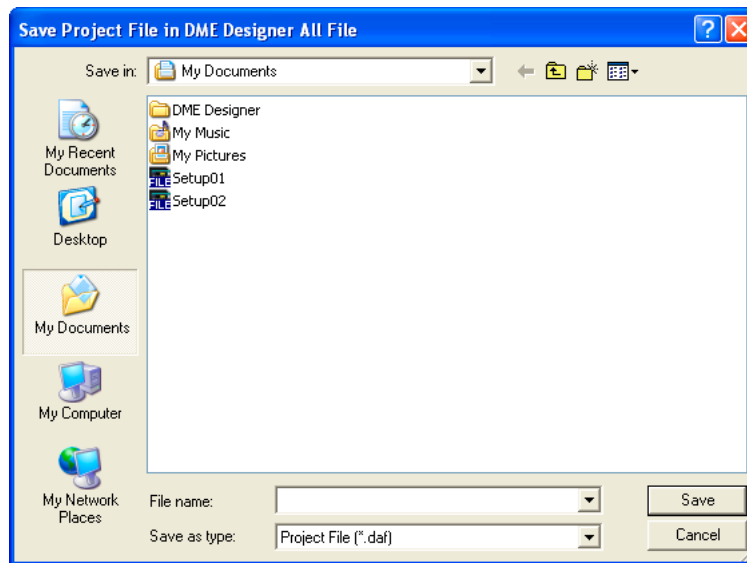 Save Project File in DME Designer All File
Save in: My Documents
DME Designer
My Music
My Pictures
FILE Setup01
FILE Setup02
My Recent
Documents
Desktop
My Documents
My Computer
My Network
Places
File name: Save
Save as type: Project File (*.daf) Cancel